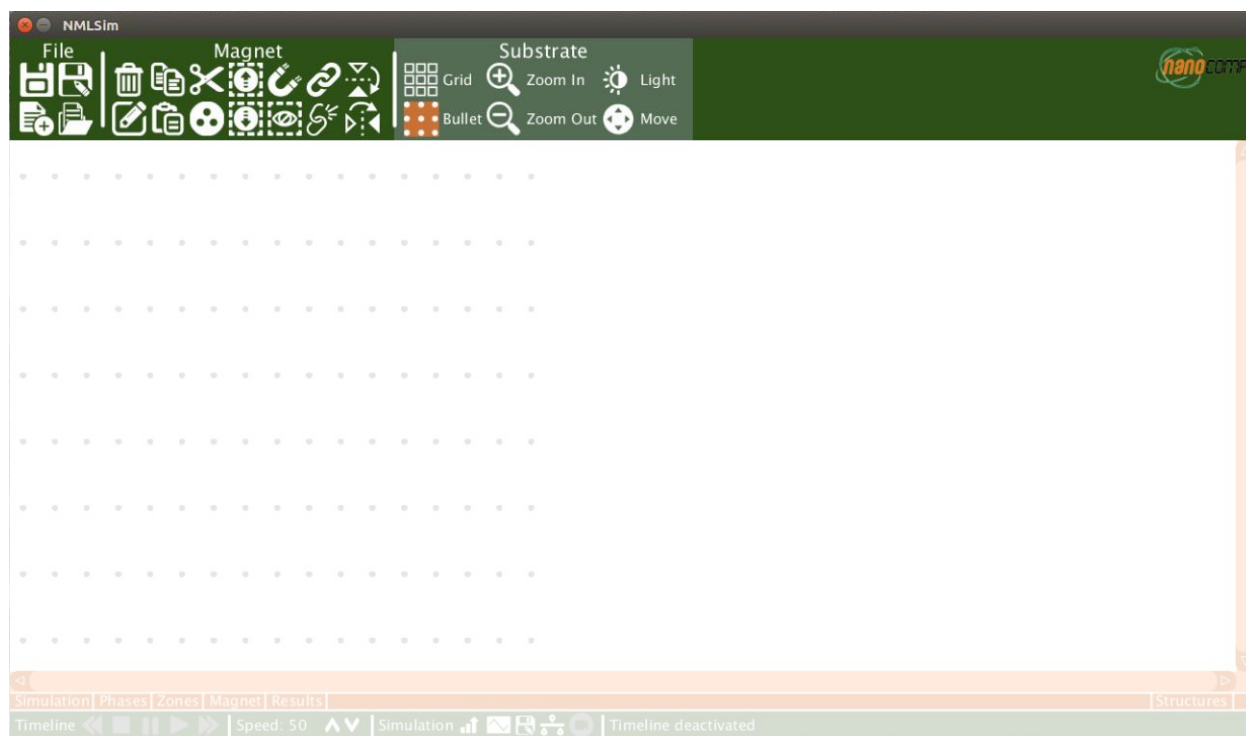 NMLSim
File Magnet Substrate
Grid Zoom In Light
Bullet Zoom Out Move
nanocomp
Simulation Phases Zones Magnet Results Structures
Timeline Speed: 50 Simulation Timeline deactivated